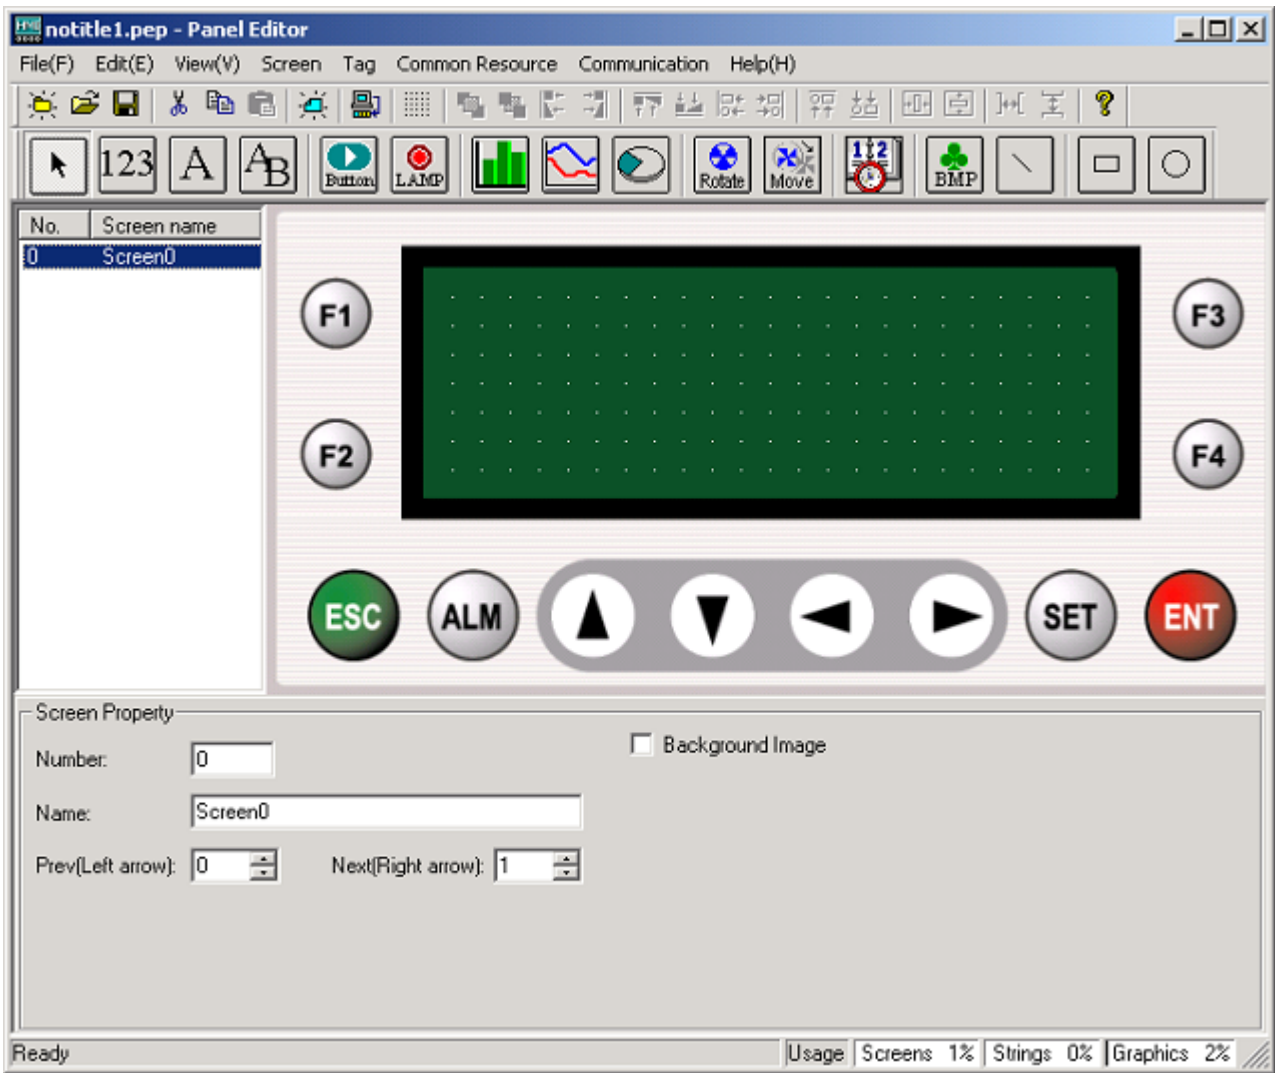 notitle1.pep - Panel Editor
File(F) Edit(E) View(V) Screen Tag Common Resource Communication Help(H)
123 A AB Button LAMP Rotate Move 1 2 BMP
No. Screen name
0 Screen0
F1 F3
F2 F4
ESC ALM SET ENT
Screen Property
Number: 0
Background Image
Name: Screen0
Prev(Left arrow): 0 Next(Right arrow): 1
Ready Usage Screens 1% Strings 0% Graphics 2%